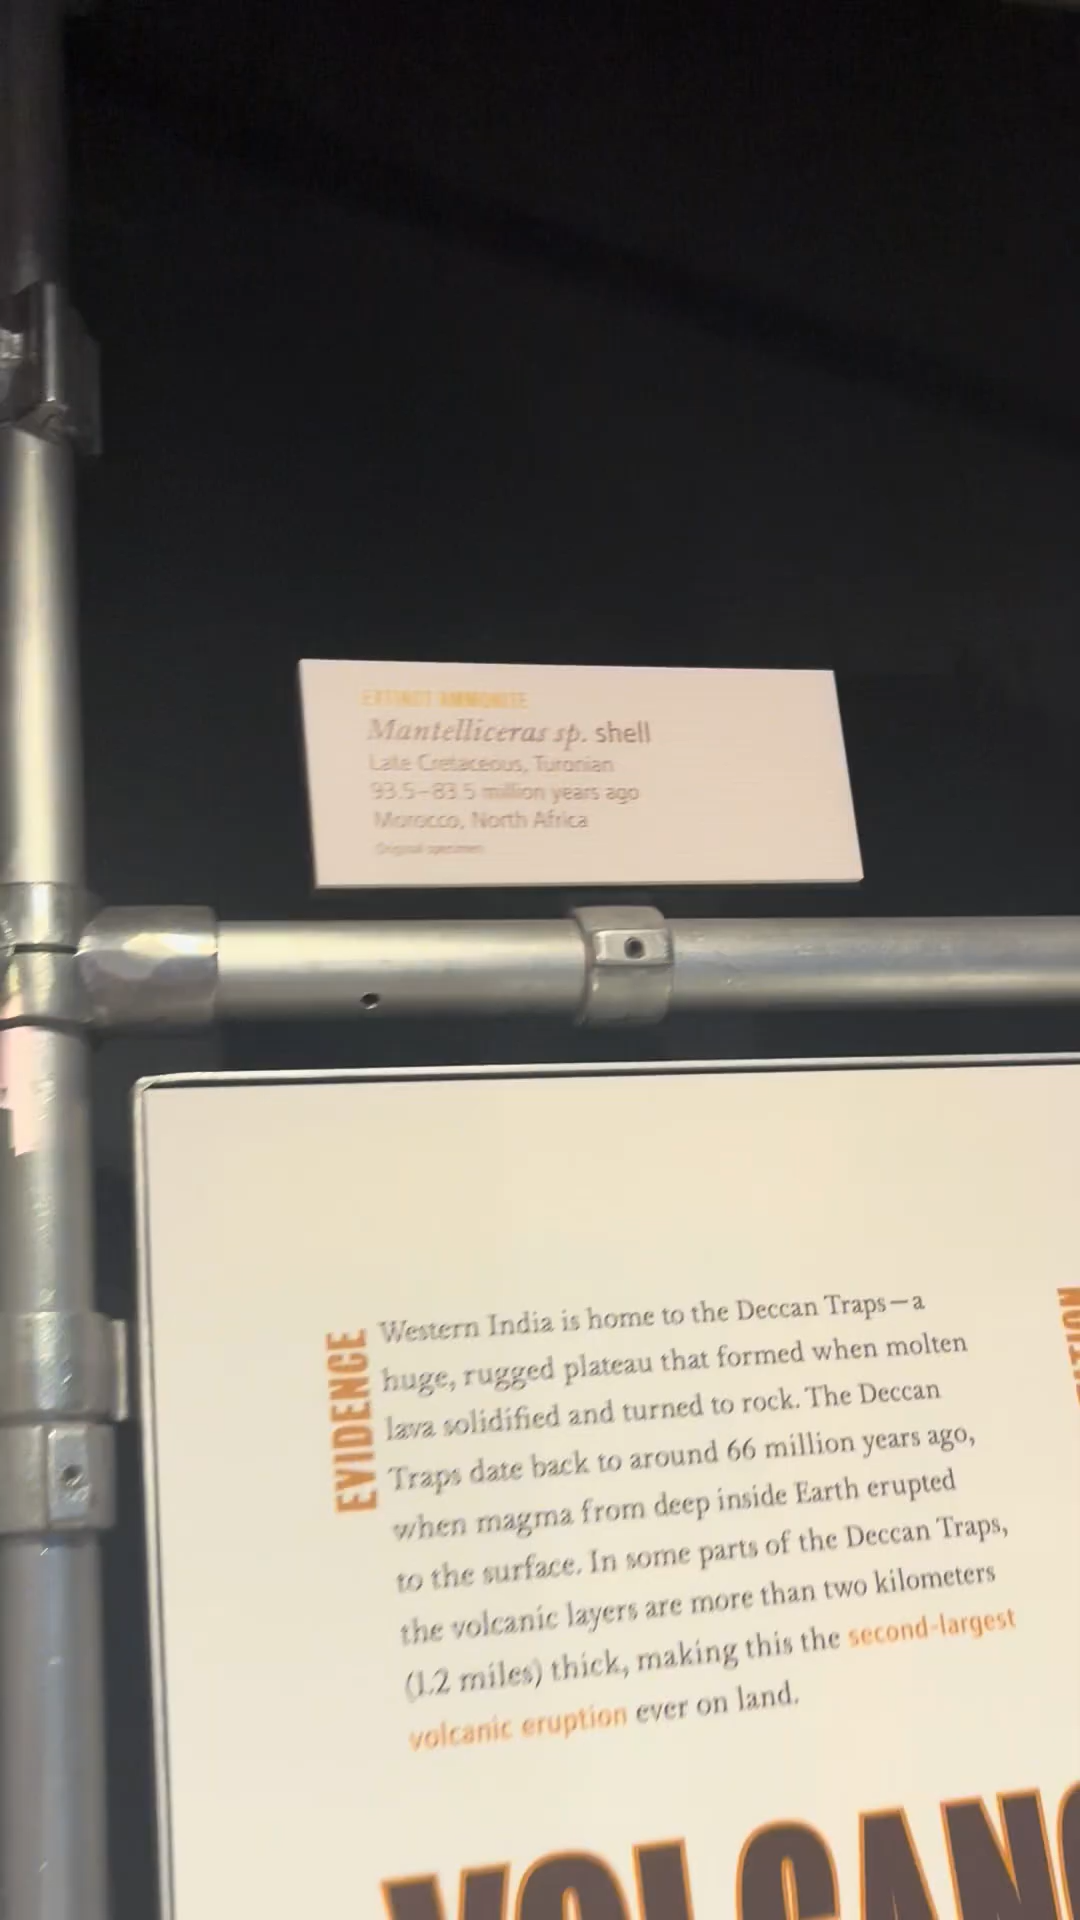 EXTINCT AMMONITE
Mantelliceras sp. shell
Late Cretaceous, Turonian
93.5–83.5 million years ago
Morocco, North Africa
Original specimen
EVIDENCE
Western India is home to the Deccan Traps—a
huge, rugged plateau that formed when molten
lava solidified and turned to rock. The Deccan
Traps date back to around 66 million years ago,
when magma from deep inside Earth erupted
to the surface. In some parts of the Deccan Traps,
the volcanic layers are more than two kilometers
(1.2 miles) thick, making this the second-largest
volcanic eruption ever on land.